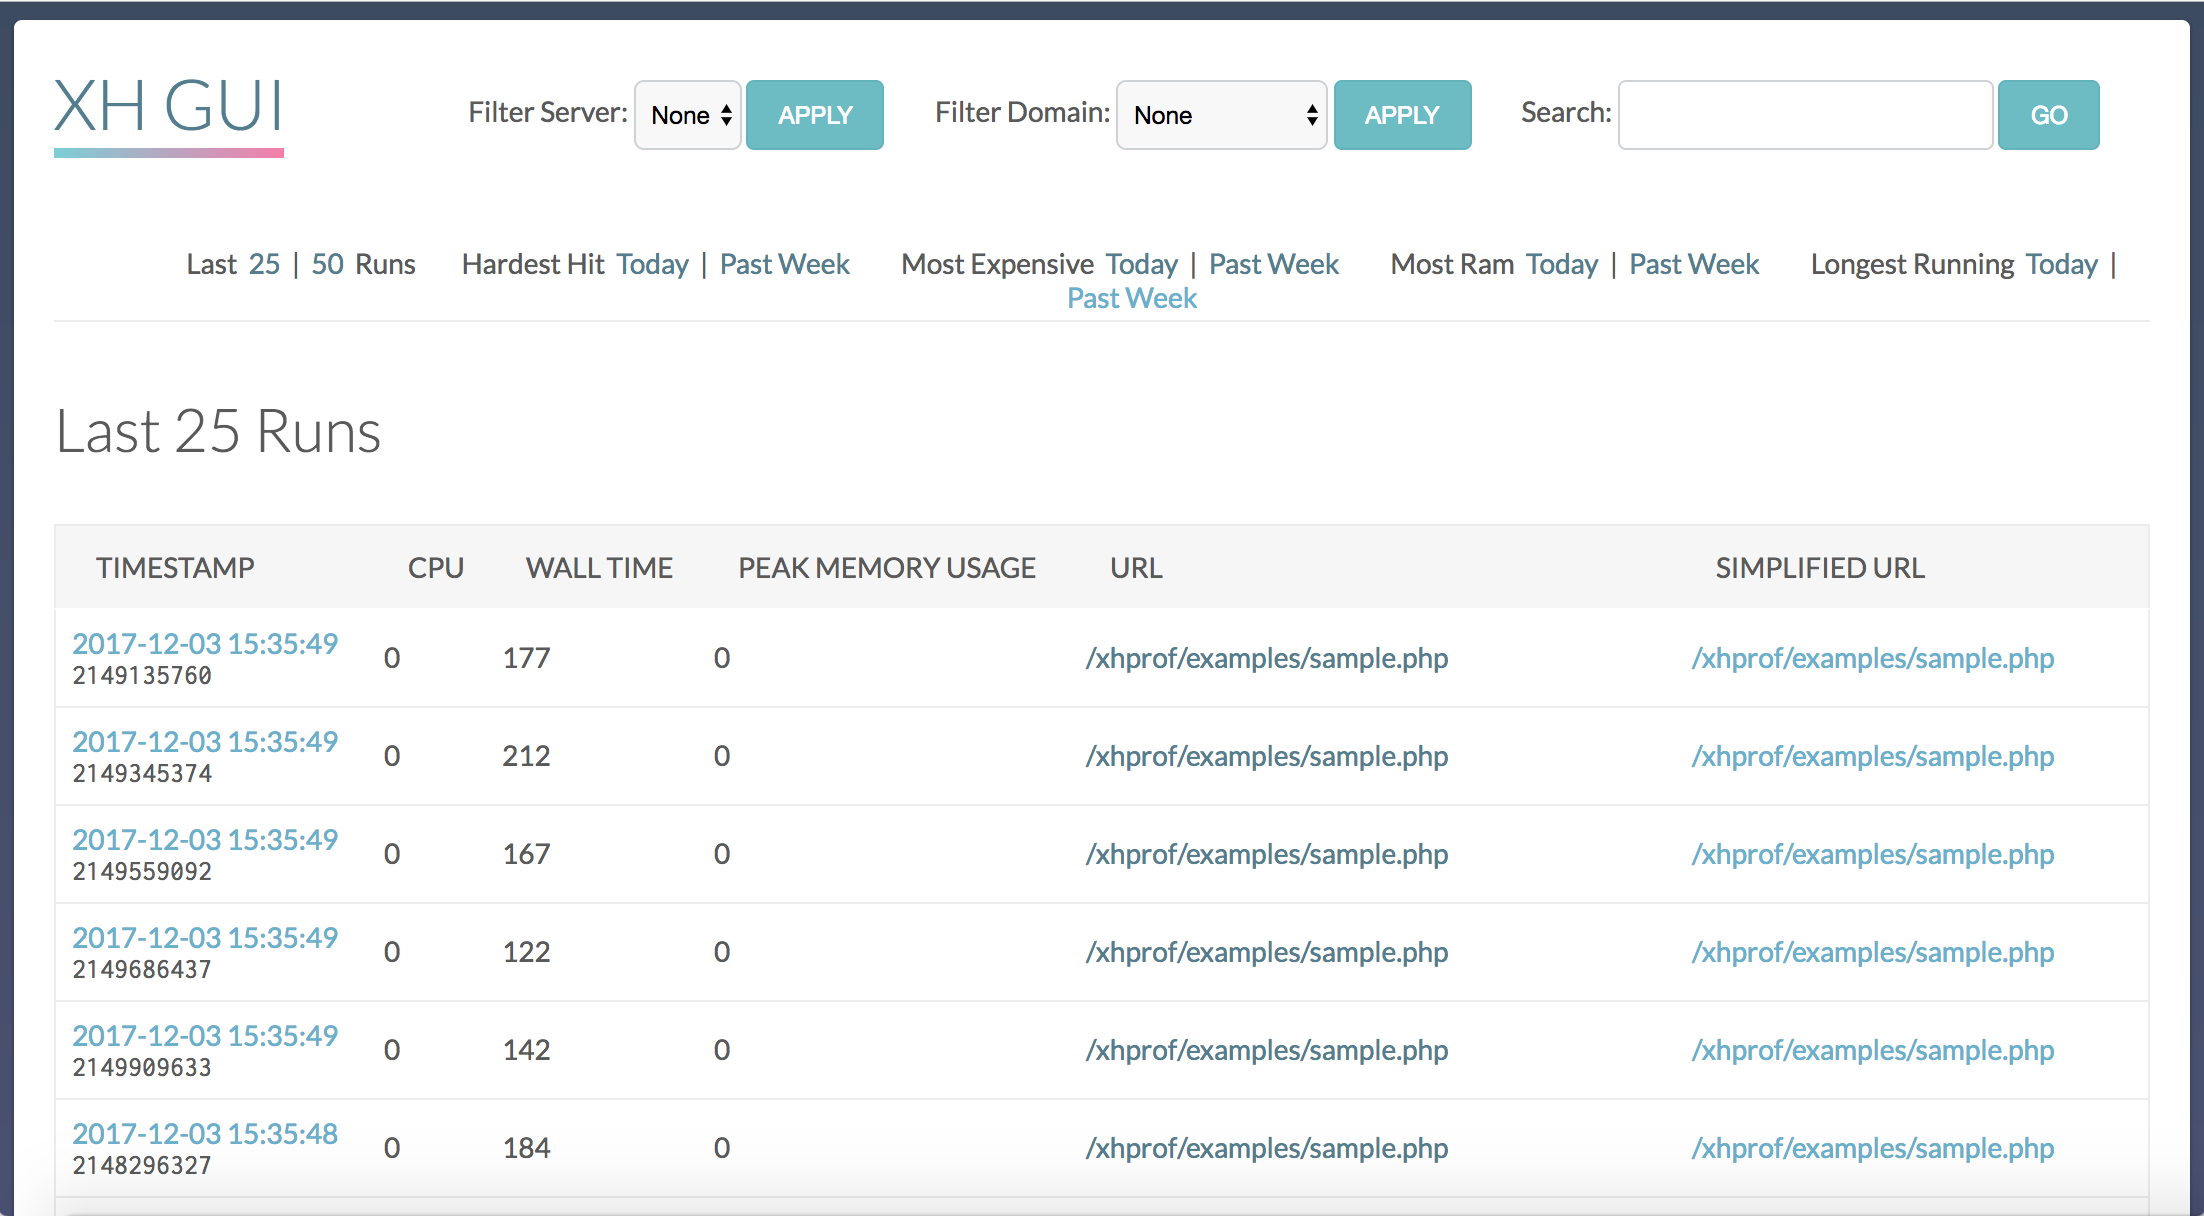 XH GUI
Filter Server: None APPLY Filter Domain: None APPLY Search: GO
Last 25 | 50 Runs Hardest Hit Today | Past Week Most Expensive Today | Past Week Most Ram Today | Past Week Longest Running Today |
Past Week
Last 25 Runs
TIMESTAMP CPU WALL TIME PEAK MEMORY USAGE URL SIMPLIFIED URL
2017-12-03 15:35:49 0 177 0 /xhprof/examples/sample.php /xhprof/examples/sample.php
2149135760
2017-12-03 15:35:49 0 212 0 /xhprof/examples/sample.php /xhprof/examples/sample.php
2149345374
2017-12-03 15:35:49 0 167 0 /xhprof/examples/sample.php /xhprof/examples/sample.php
2149559092
2017-12-03 15:35:49 0 122 0 /xhprof/examples/sample.php /xhprof/examples/sample.php
2149686437
2017-12-03 15:35:49 0 142 0 /xhprof/examples/sample.php /xhprof/examples/sample.php
2149909633
2017-12-03 15:35:48 0 184 0 /xhprof/examples/sample.php /xhprof/examples/sample.php
2148296327